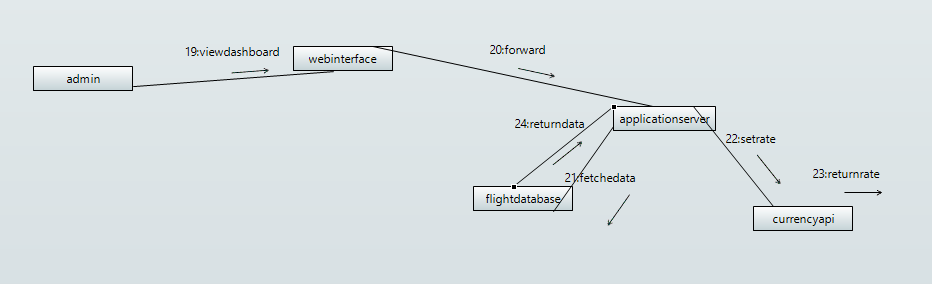 19:viewdashboard
20:forward
webinterface
admin
24:returndata
applicationserver
22:setrate
21:fetchedata
23:returnrate
flightdatabase
currencyapi